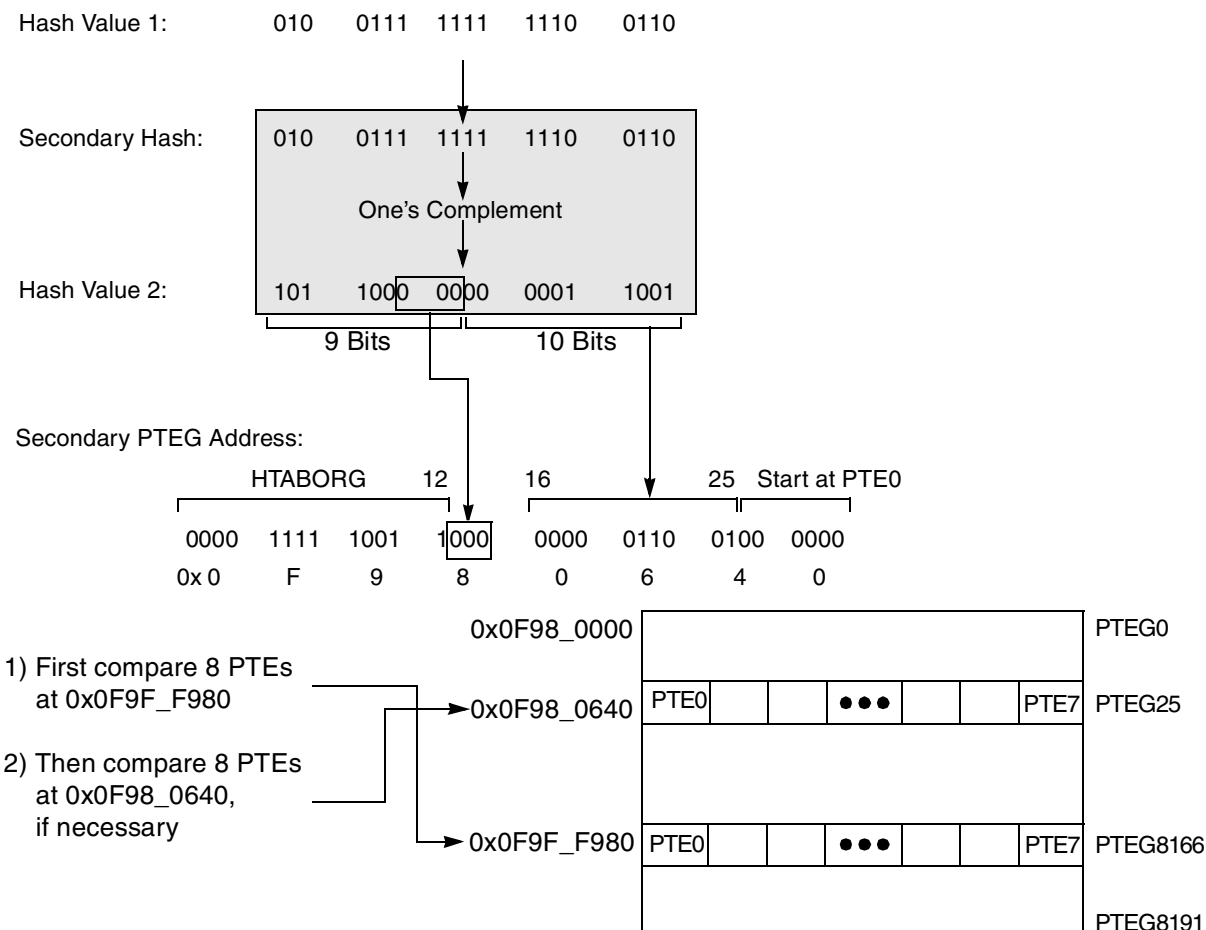 Hash Value 1: 010 0111 1111 1110 0110
Secondary Hash: 010 0111 1111 1110 0110
One's Complement
Hash Value 2: 101 1000 0000 0001 1001
9 Bits 10 Bits
Secondary PTEG Address:
HTABORG 12 16 25 Start at PTE0
0000 1111 1001 1000 0000 0110 0100 0000
0x 0 F 9 8 0 6 4 0
0x0F98_0000 PTEG0
1) First compare 8 PTEs
at 0x0F9F_F980
0x0F98_0640 PTE0 ●●● PTE7 PTEG25
2) Then compare 8 PTEs
at 0x0F98_0640,
if necessary
0x0F9F_F980 PTE0 ●●● PTE7 PTEG8166
PTEG8191